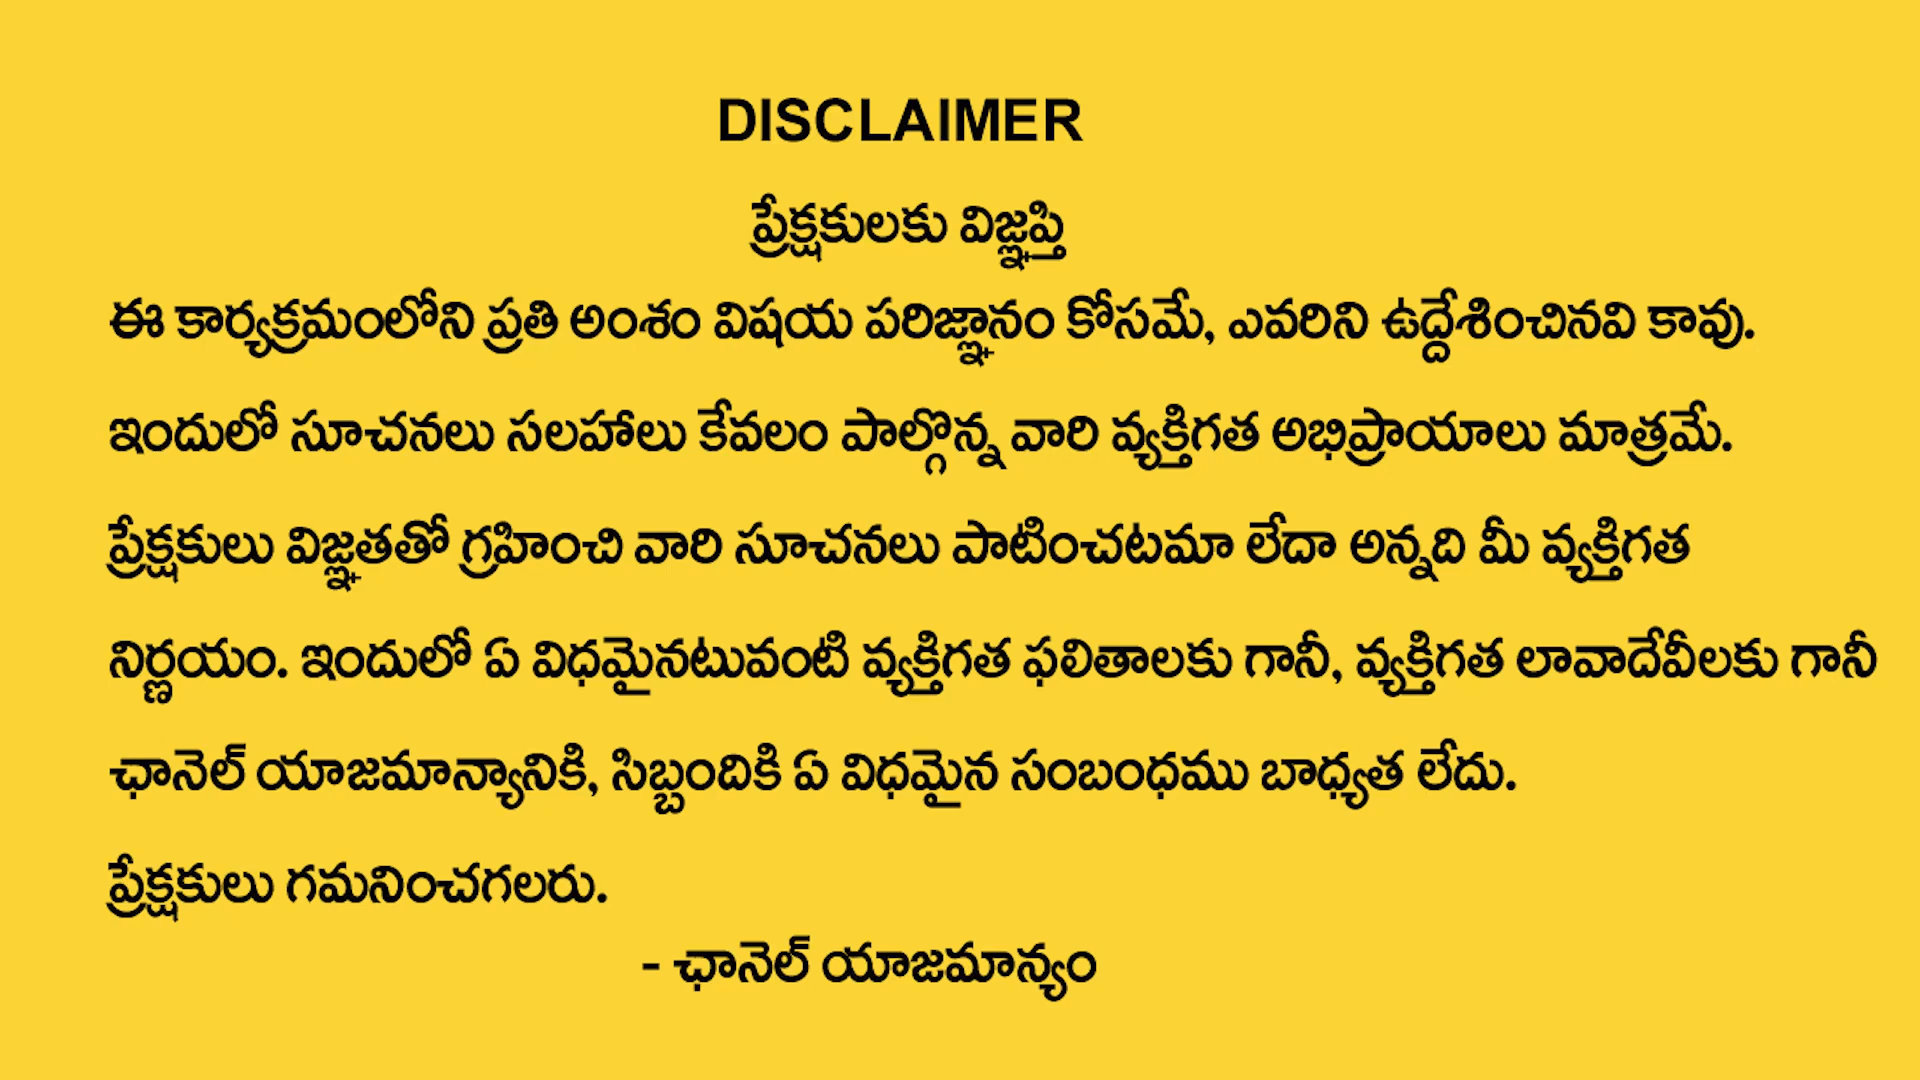 DISCLAIMER
ప్రేక్షకులకు విజ్ఞప్తి
ఈ కార్యక్రమంలోని ప్రతి అంశం విషయ పరిజ్ఞానం కోసమే, ఎవరిని ఉద్దేశించినవి కావు.
ఇందులో సూచనలు సలహాలు కేవలం పాల్గొన్న వారి వ్యక్తిగత అభిప్రాయాలు మాత్రమే.
ప్రేక్షకులు విజ్ఞతతో గ్రహించి వారి సూచనలు పాటించటమా లేదా అన్నది మీ వ్యక్తిగత
నిర్ణయం. ఇందులో ఏ విధమైనటువంటి వ్యక్తిగత ఫలితాలకు గానీ, వ్యక్తిగత లావాదేవీలకు గానీ
ఛానెల్ యాజమాన్యానికి, సిబ్బందికి ఏ విధమైన సంబంధము బాధ్యత లేదు.
ప్రేక్షకులు గమనించగలరు.
- ఛానెల్ యాజమాన్యం